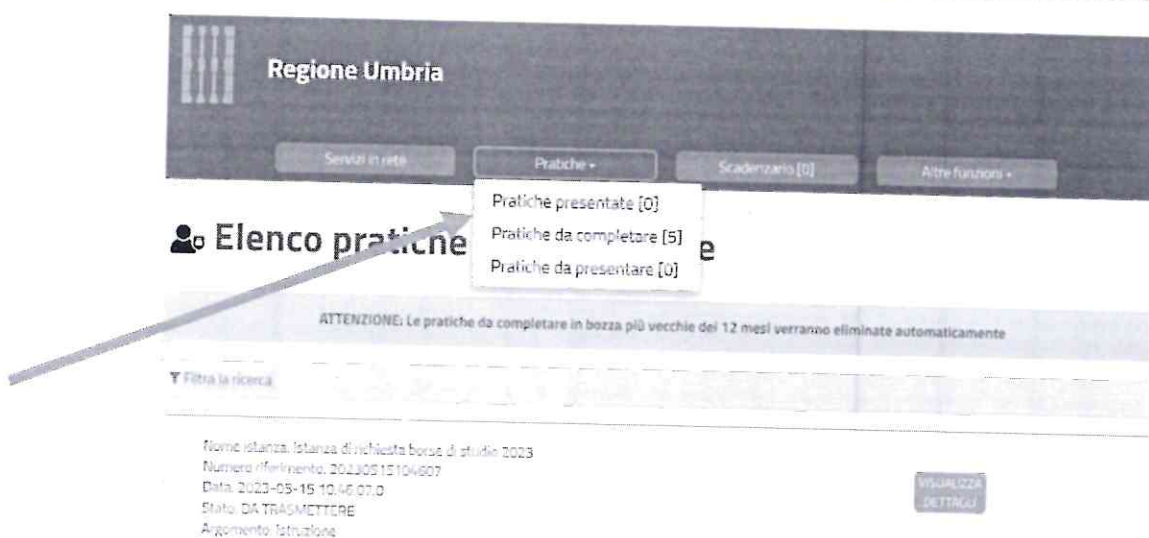 Regione Umbria
Servizi in rete
Pratiche
Scadenzario [0]
Altre funzioni
Pratiche presentate [0]
Pratiche da completare [5]
Pratiche da presentare [0]
Elenco pratiche e
ATTENZIONE: Le pratiche da completare in bozza più vecchie dei 12 mesi verranno eliminate automaticamente
Filtra la ricerca
Nome istanza. Istanza di richiesta borse di studio 2023
Numero riferimento. 20230515104607
Data. 2023-05-15 10:46:07.0
Stato. DA TRASMETTERE
Argomento. Istruzione
VISUALIZZA
DETTAGLI